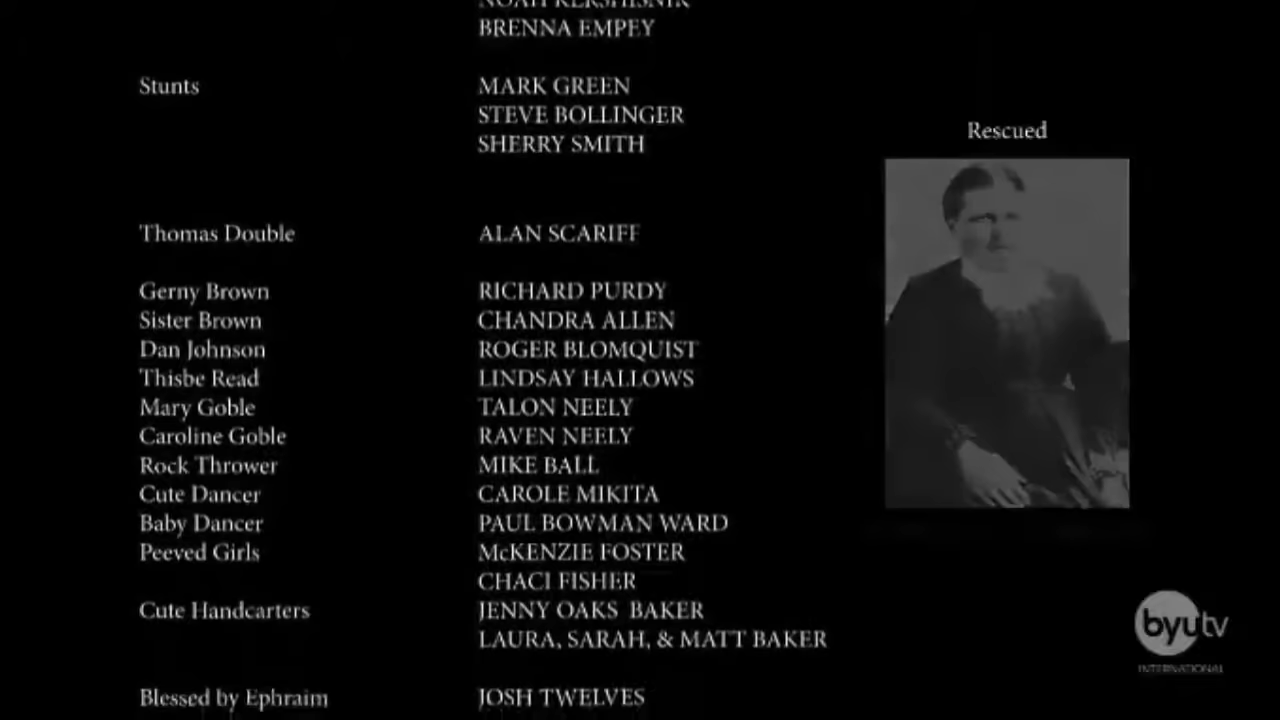 BRENNA EMPEY
Stunts MARK GREEN
STEVE BOLLINGER
SHERRY SMITH
Rescued
Thomas Double ALAN SCARIFF
Gerny Brown RICHARD PURDY
Sister Brown CHANDRA ALLEN
Dan Johnson ROGER BLOMQUIST
Thisbe Read LINDSAY HALLOWS
Mary Goble TALON NEELY
Caroline Goble RAVEN NEELY
Rock Thrower MIKE BALL
Cute Dancer CAROLE MIKITA
Baby Dancer PAUL BOWMAN WARD
Peeved Girls McKENZIE FOSTER
CHACI FISHER
Cute Handcarters JENNY OAKS BAKER
LAURA, SARAH, & MATT BAKER
Blessed by Ephraim JOSH TWELVES
byutv
INTERNATIONAL